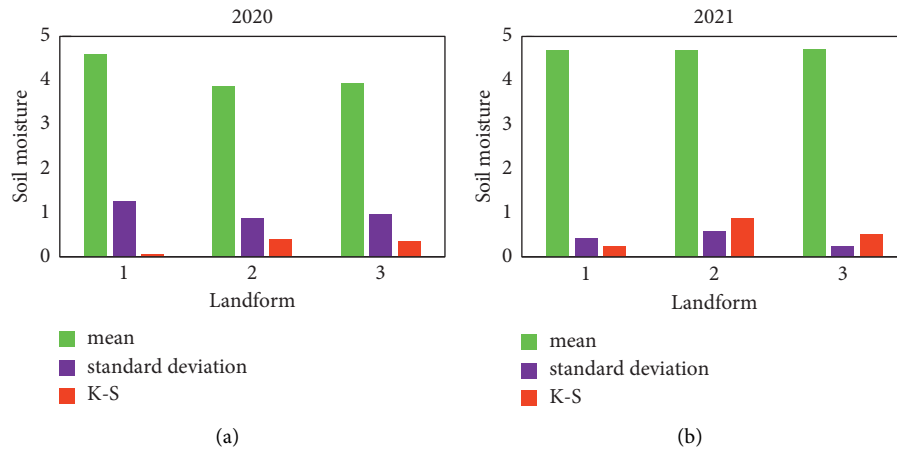 2020
5
4
3
2
1
0
Soil moisture
1 2 3
Landform
mean
standard deviation
K-S
(a)
2021
5
4
3
2
1
0
Soil moisture
1 2 3
Landform
mean
standard deviation
K-S
(b)